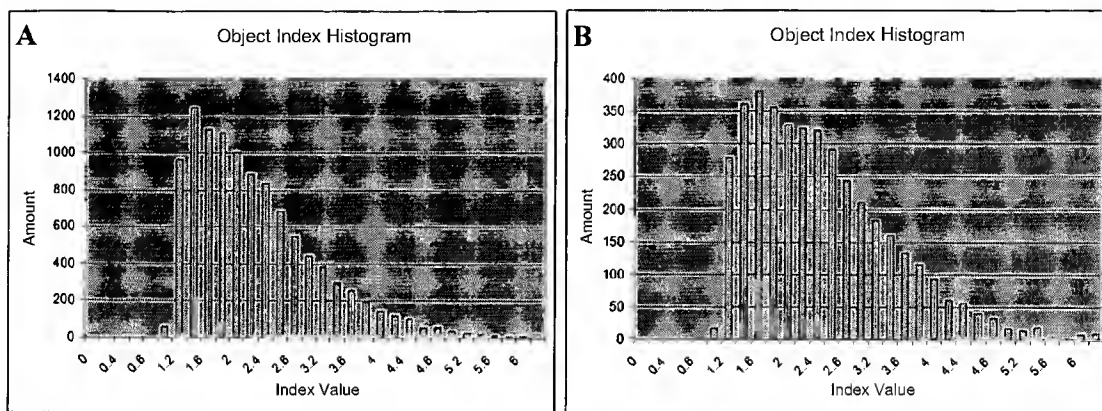 A
Object Index Histogram
1400
1200
1000
800
600
400
200
0
Amount
0 0.4 0.8 1.2 1.6 2 2.4 2.8 3.2 3.6 4 4.4 4.8 5.2 5.6 6
Index Value
B
Object Index Histogram
400
350
300
250
200
150
100
50
0
Amount
0 0.4 0.8 1.2 1.6 2 2.4 2.8 3.2 3.6 4 4.4 4.8 5.2 5.6 6
Index Value